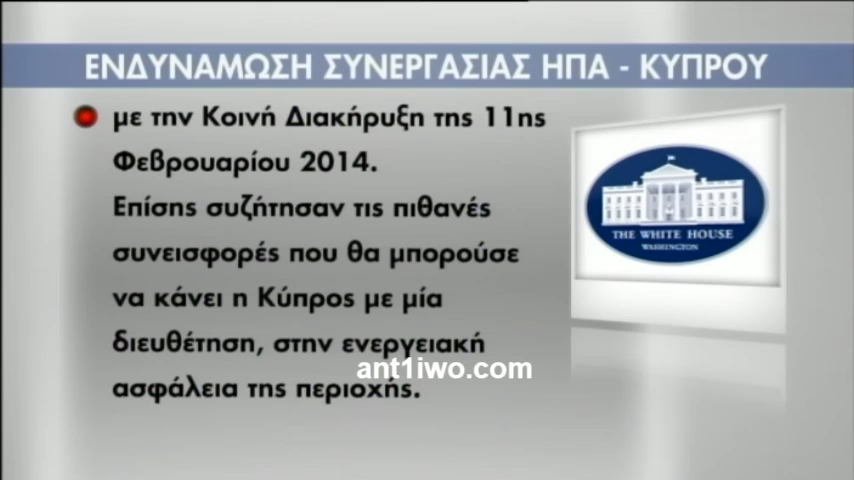 ΕΝΔΥΝΑΜΩΣΗ ΣΥΝΕΡΓΑΣΙΑΣ ΗΠΑ - ΚΥΠΡΟΥ
με την Κοινή Διακήρυξη της 11ης
Φεβρουαρίου 2014.
Επίσης συζήτησαν τις πιθανές
συνεισφορές που θα μπορούσε
να κάνει η Κύπρος με μία
διευθέτηση, στην ενεργειακή
ασφάλεια της περιοχής.
THE WHITE HOUSE
WASHINGTON
ant1iwo.com